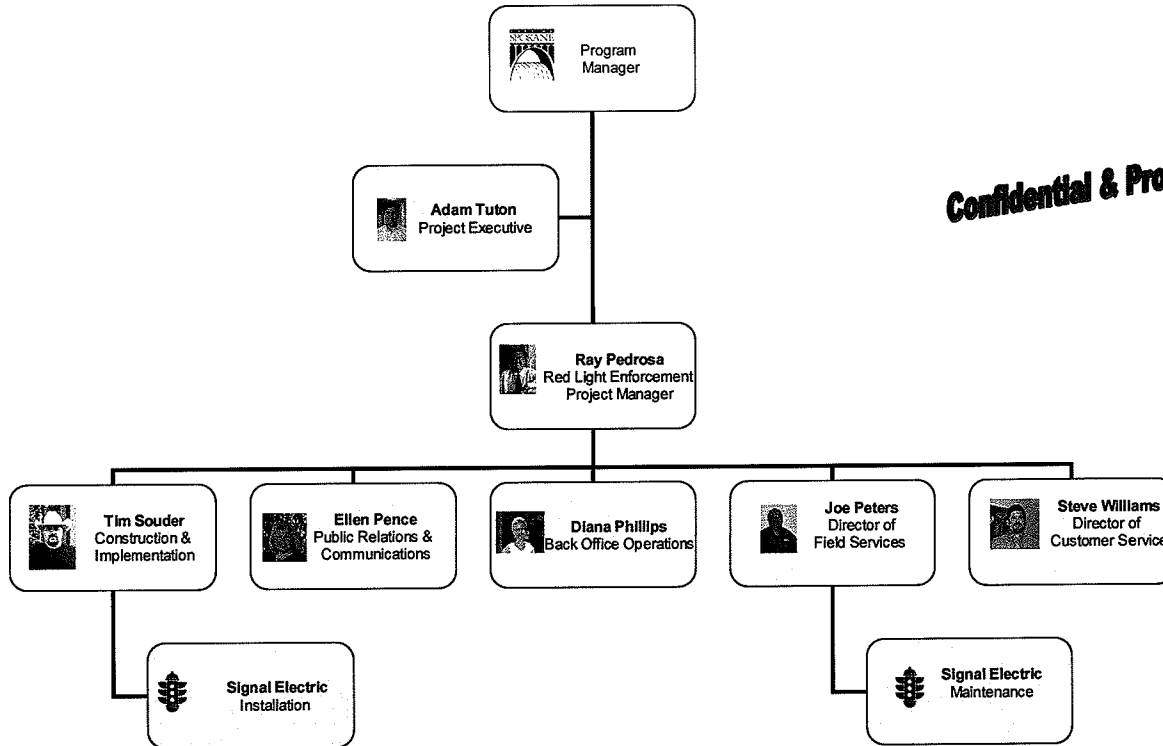 SPOKANE
Program
Manager
Confidential &
Adam Tuton
Project Executive
Ray Pedrosa
Red Light Enforcement
Project Manager
Tim Souder
Construction &
Implementation
Ellen Pence
Public Relations &
Communications
Diana Phillips
Back Office Operations
Joe Peters
Director of
Field Services
Steve Williams
Director of
Customer Service
Signal Electric
Installation
Signal Electric
Maintenance